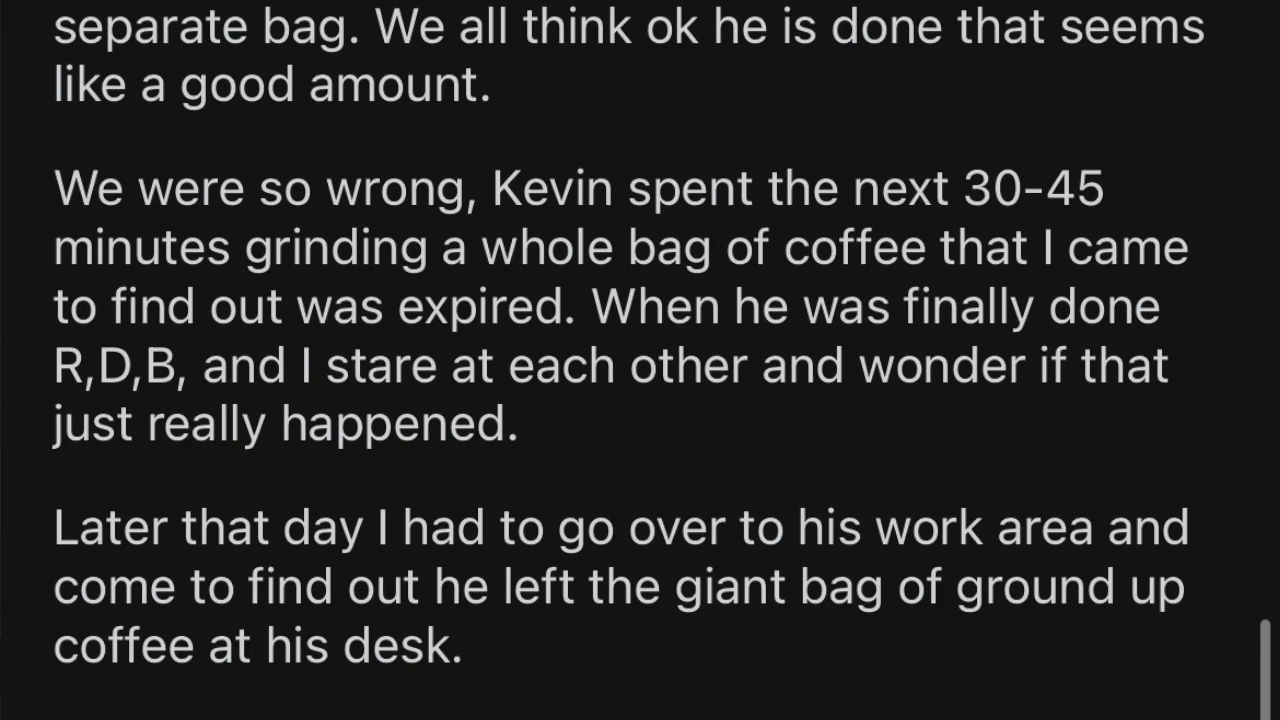 separate bag. We all think ok he is done that seems
like a good amount.
We were so wrong, Kevin spent the next 30-45
minutes grinding a whole bag of coffee that I came
to find out was expired. When he was finally done
R,D,B, and I stare at each other and wonder if that
just really happened.
Later that day I had to go over to his work area and
come to find out he left the giant bag of ground up
coffee at his desk.